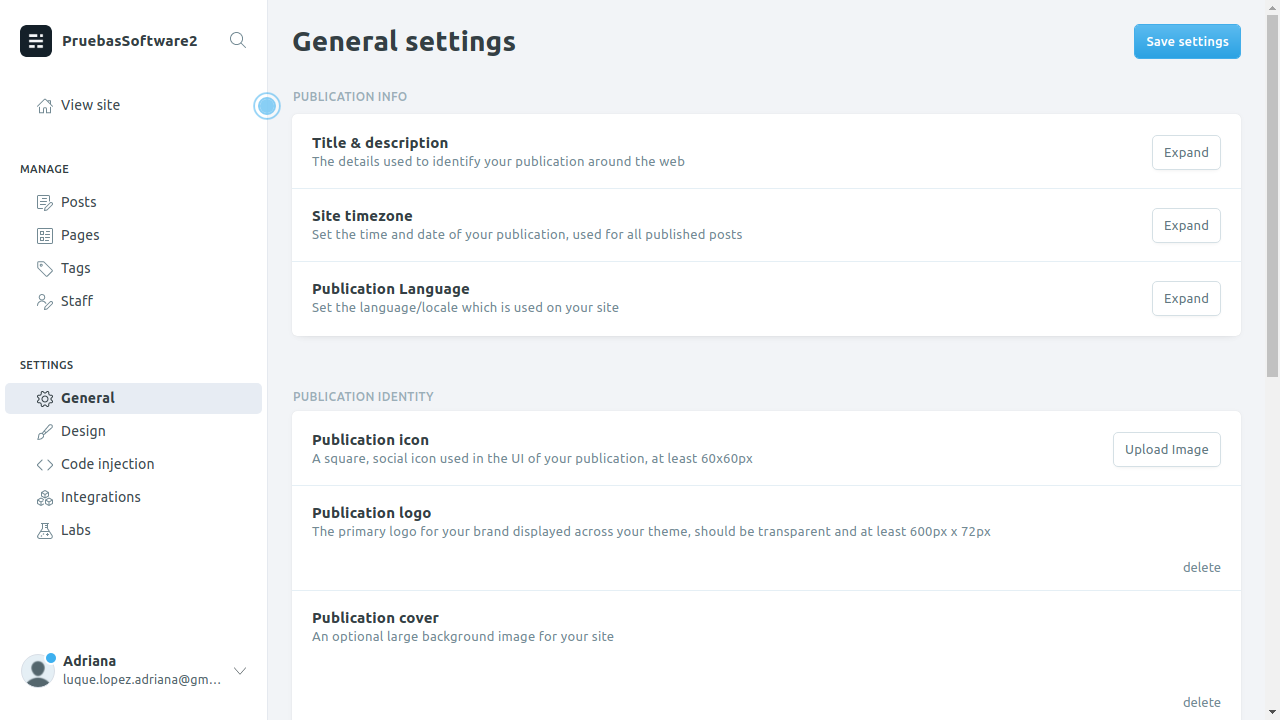 PruebasSoftware2
View site
MANAGE
Posts
Pages
Tags
Staff
SETTINGS
General
Design
Code injection
Integrations
Labs
Adriana
luque.lopez.adriana@gm...
General settings
Save settings
PUBLICATION INFO
Title & description
The details used to identify your publication around the web
Expand
Site timezone
Set the time and date of your publication, used for all published posts
Expand
Publication Language
Set the language/locale which is used on your site
Expand
PUBLICATION IDENTITY
Publication icon
A square, social icon used in the UI of your publication, at least 60x60px
Upload Image
Publication logo
The primary logo for your brand displayed across your theme, should be transparent and at least 600px x 72px
delete
Publication cover
An optional large background image for your site
delete